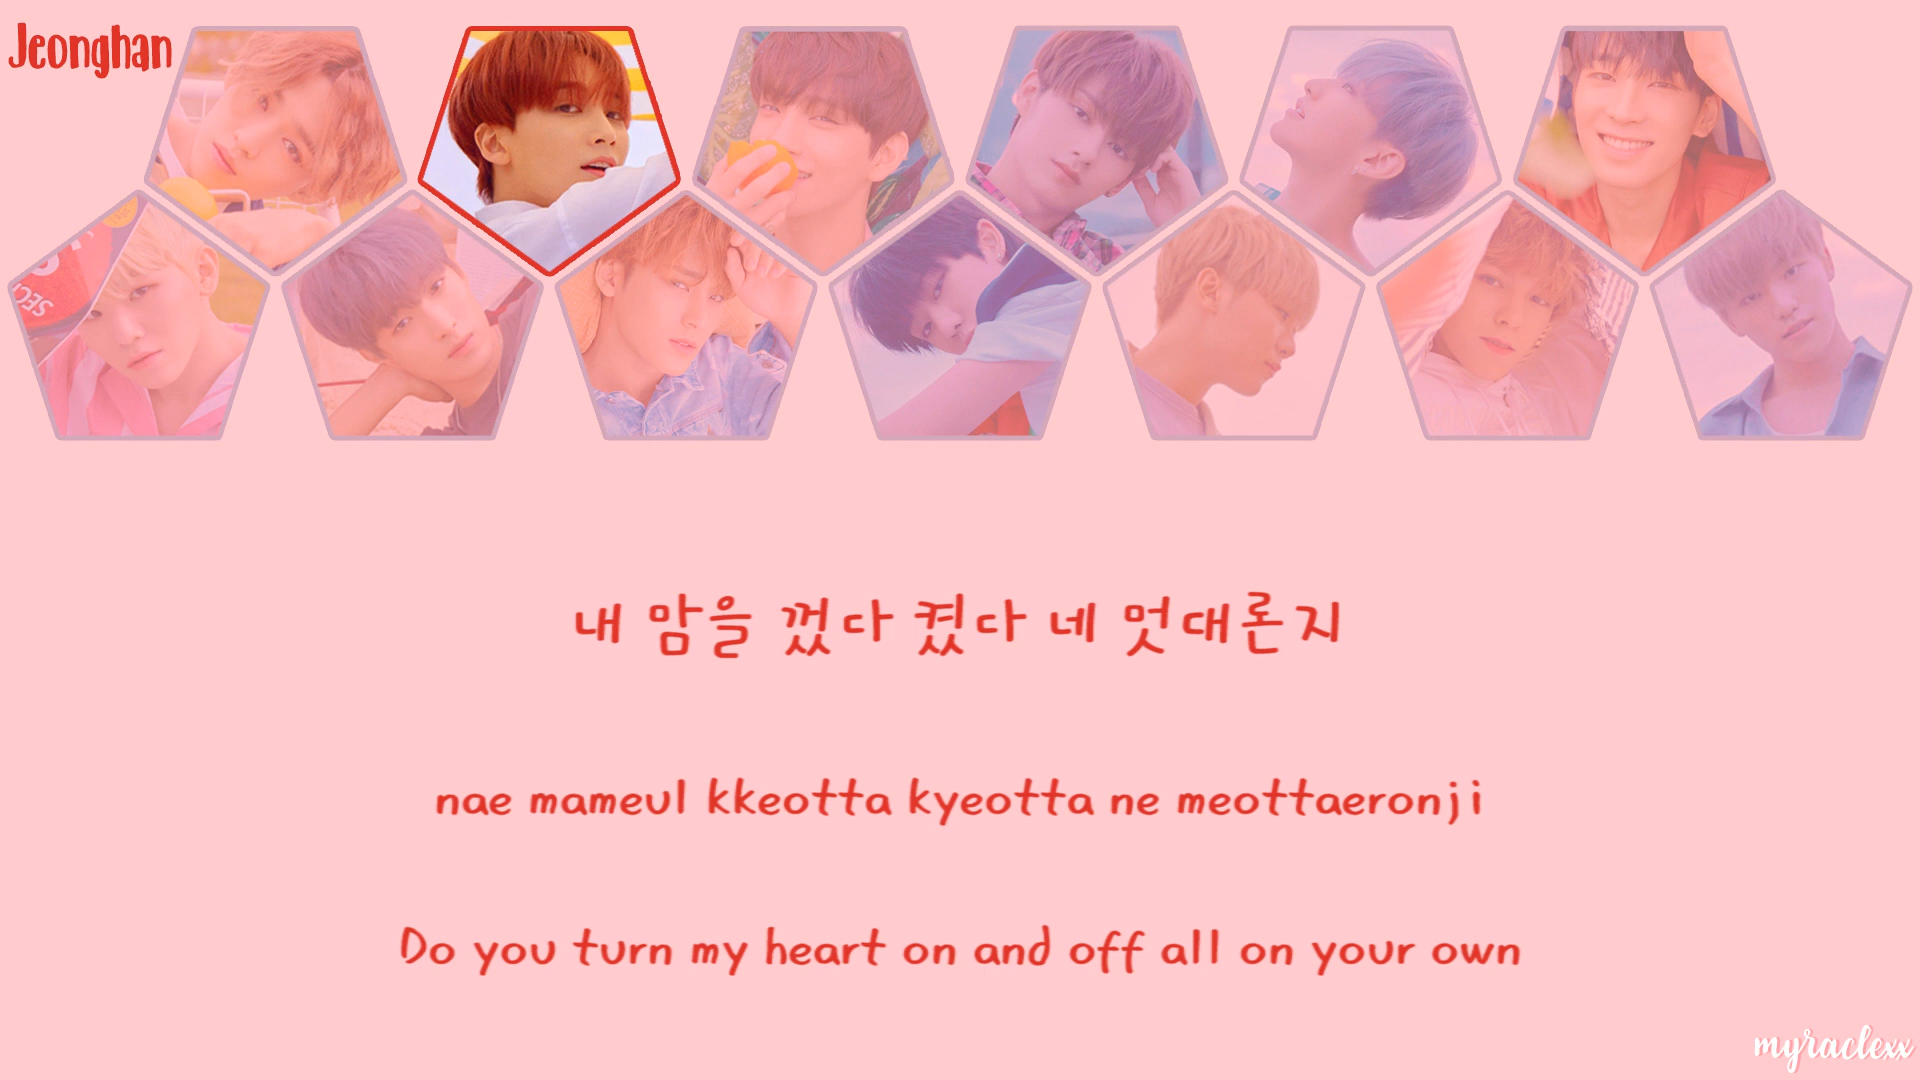 Jeonghan
SEC
내 맘을 껐다 켰다 네 멋대론지
nae mameul kkeotta kyeotta ne meottaeronji
Do you turn my heart on and off all on your own
myraclexx